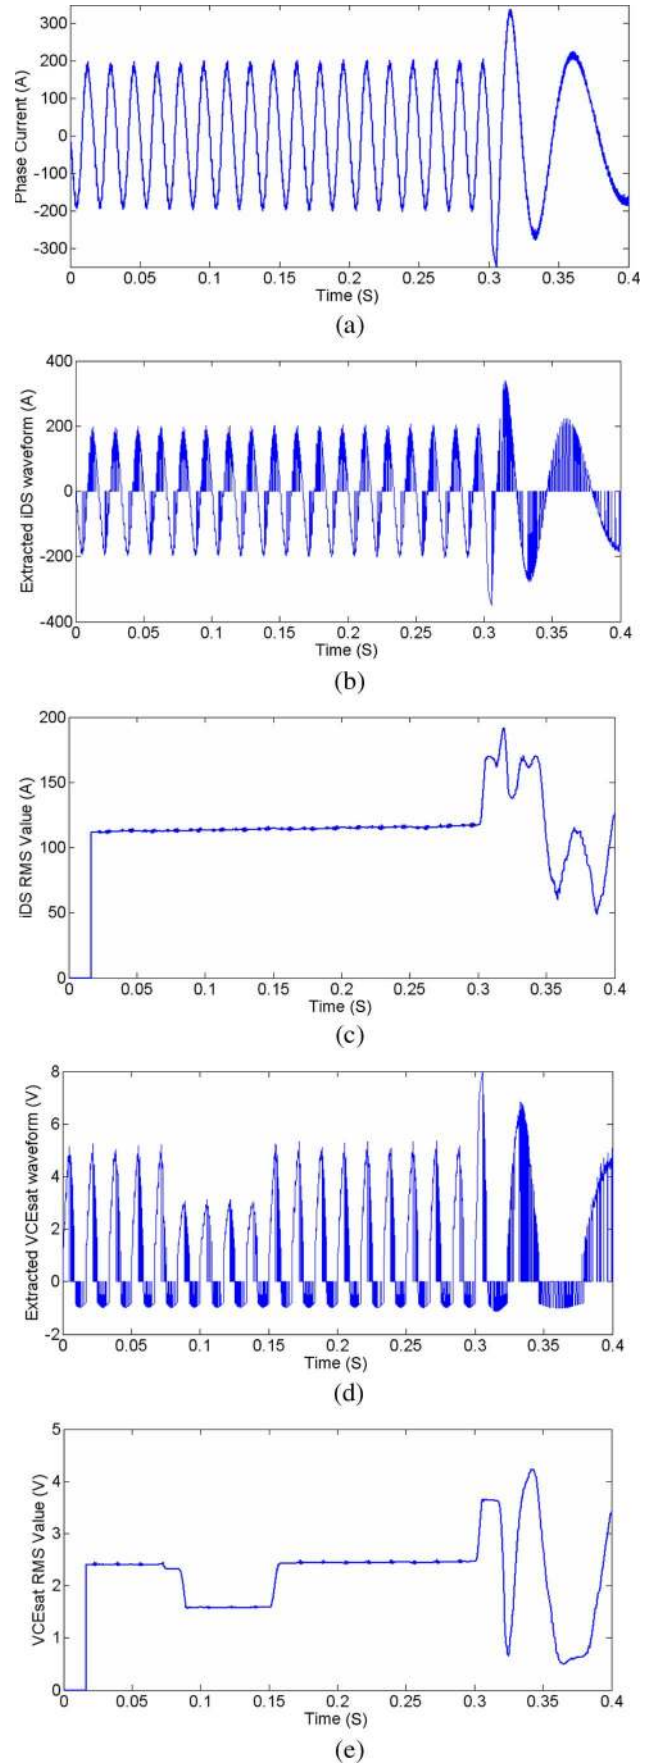 300
200
100
0
-100
-200
-300
Phase Current (A)
0 0.05 0.1 0.15 0.2 0.25 0.3 0.35 0.4
Time (S)
(a)
400
200
0
-200
-400
Extracted iDS waveform (A)
0 0.05 0.1 0.15 0.2 0.25 0.3 0.35 0.4
Time (S)
(b)
200
150
100
50
0
iDS RMS Value (A)
0 0.05 0.1 0.15 0.2 0.25 0.3 0.35 0.4
Time (S)
(c)
8
6
4
2
0
-2
Extracted VCEsat waveform (V)
0 0.05 0.1 0.15 0.2 0.25 0.3 0.35 0.4
Time (S)
(d)
5
4
3
2
1
0
VCEsat RMS Value (V)
0 0.05 0.1 0.15 0.2 0.25 0.3 0.35 0.4
Time (S)
(e)